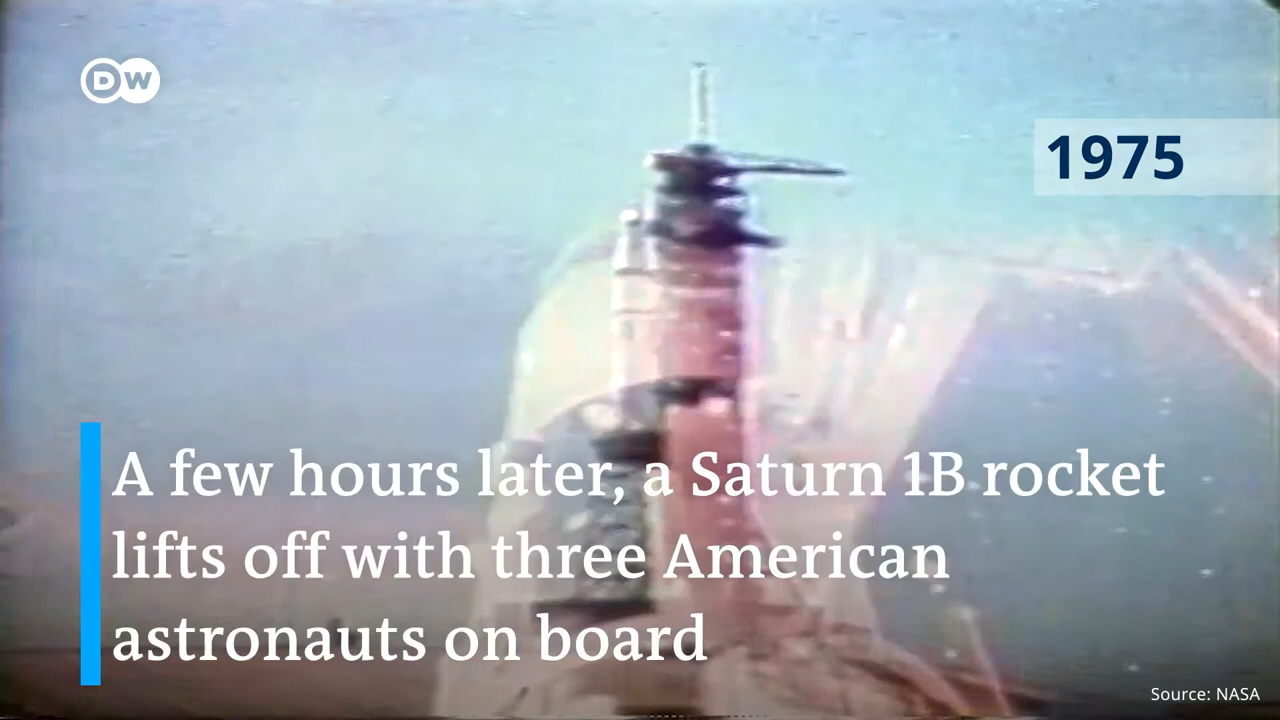 DW
1975
A few hours later, a Saturn 1B rocket
lifts off with three American
astronauts on board
Source: NASA